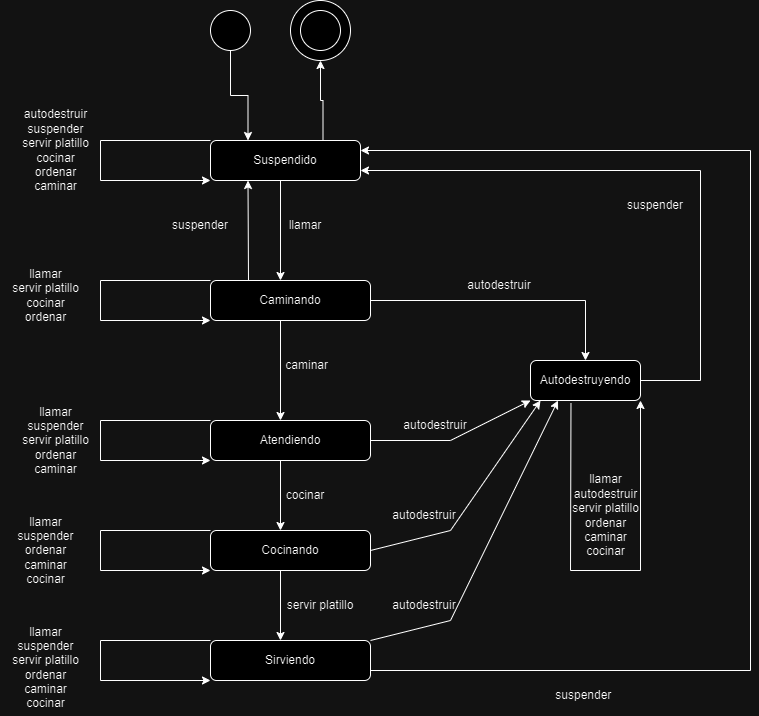 autodestruir
suspender
servir platillo
cocinar
ordenar
caminar
Suspendido
suspender
llamar
suspender
llamar
servir platillo
cocinar
ordenar
Caminando
autodestruir
caminar
Autodestruyendo
llamar
suspender
servir platillo
ordenar
caminar
Atendiendo
autodestruir
cocinar
llamar
autodestruir
servir platillo
ordenar
caminar
cocinar
llamar
suspender
ordenar
caminar
cocinar
Cocinando
autodestruir
servir platillo
autodestruir
llamar
suspender
servir platillo
ordenar
caminar
cocinar
Sirviendo
suspender